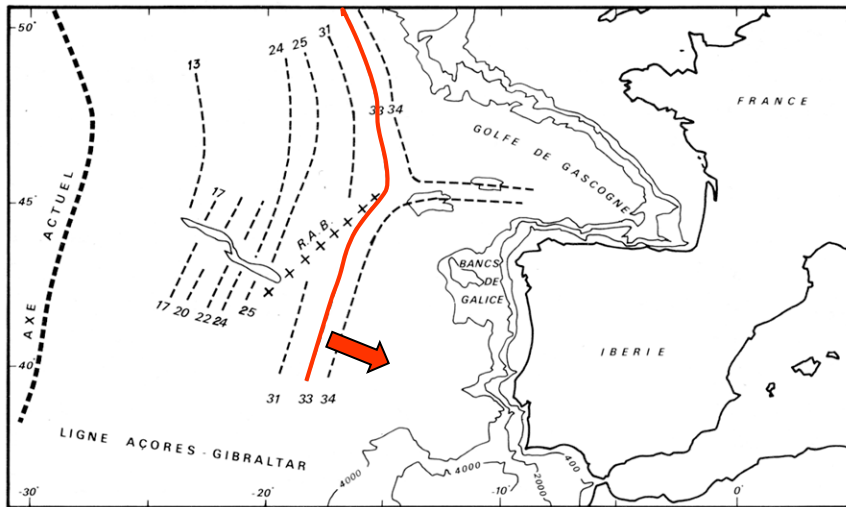 50°
45°
40°
-30°
-20°
-10°
0°
AXE ACTUEL
13
24
25
31
33 34
17
R.A.B.
17
20
22
24
25
31
33
34
GOLFE DE GASCOGNE
FRANCE
BANCS
DE
GALICE
IBERIE
LIGNE AÇORES-GIBRALTAR
4000
4000
2000
400